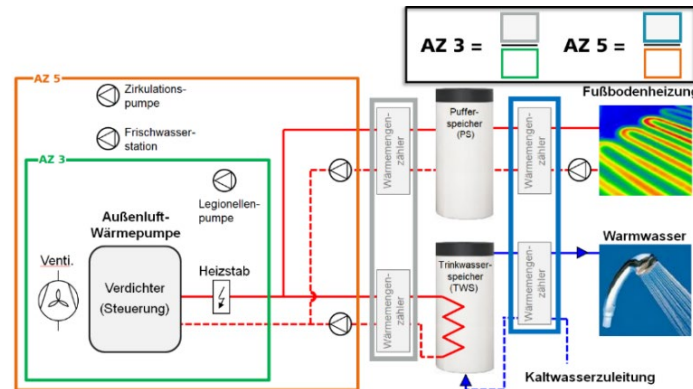 AZ 3 =
AZ 5 =
AZ 5
Zirkulations-
pumpe
Frischwasser-
station
AZ 3
Legionellen-
pumpe
Außenluft-
Wärmepumpe
Venti.
Verdichter
(Steuerung)
Heizstab
Wärmemengen-
zähler
Wärmemengen-
zähler
Puffer-
speicher
(PS)
Trinkwasser-
speicher
(TWS)
Wärmemengen-
zähler
Wärmemengen-
zähler
Fußbodenheizung
Warmwasser
Kaltwasserzuleitung